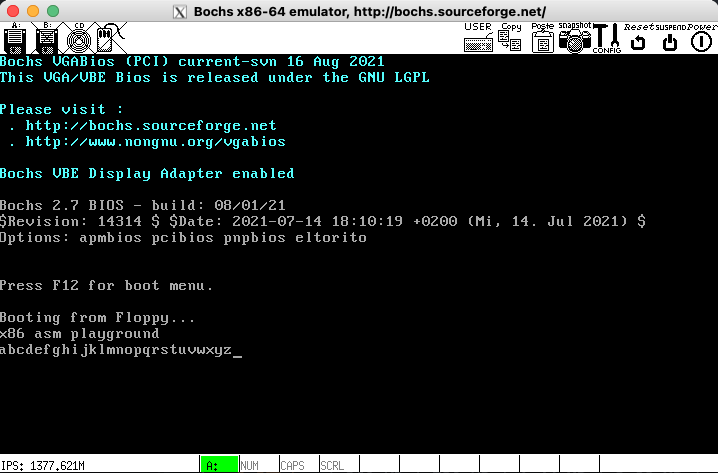 Bochs x86-64 emulator, http://bochs.sourceforge.net/
A: B: CD USER Copy Paste snapshot CONFIG Reset SUSPEND Power
Bochs VGABios (PCI) current-svn 16 Aug 2021
This VGA/VBE Bios is released under the GNU LGPL
Please visit :
. http://bochs.sourceforge.net
. http://www.nongnu.org/vgabios
Bochs VBE Display Adapter enabled
Bochs 2.7 BIOS - build: 08/01/21
$Revision: 14314 $ $Date: 2021-07-14 18:10:19 +0200 (Mi, 14. Jul 2021) $
Options: apmbios pcibios pnpbios eltorito
Press F12 for boot menu.
Booting from Floppy...
x86 asm playground
abcdefghijklmnopqrstuvwxyz_
IPS: 1377.621M A: NUM CAPS SCRL